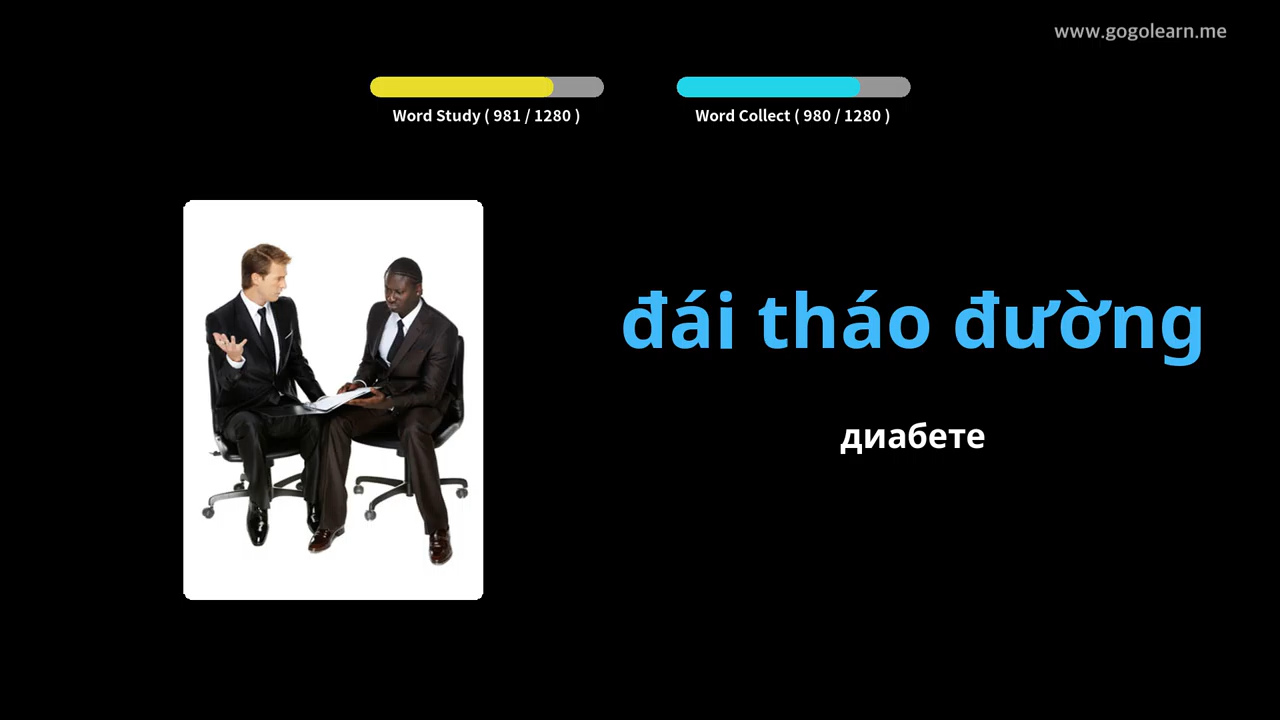 www.gogolearn.me
Word Study ( 981 / 1280 )
Word Collect ( 980 / 1280 )
đái tháo đường
диабете